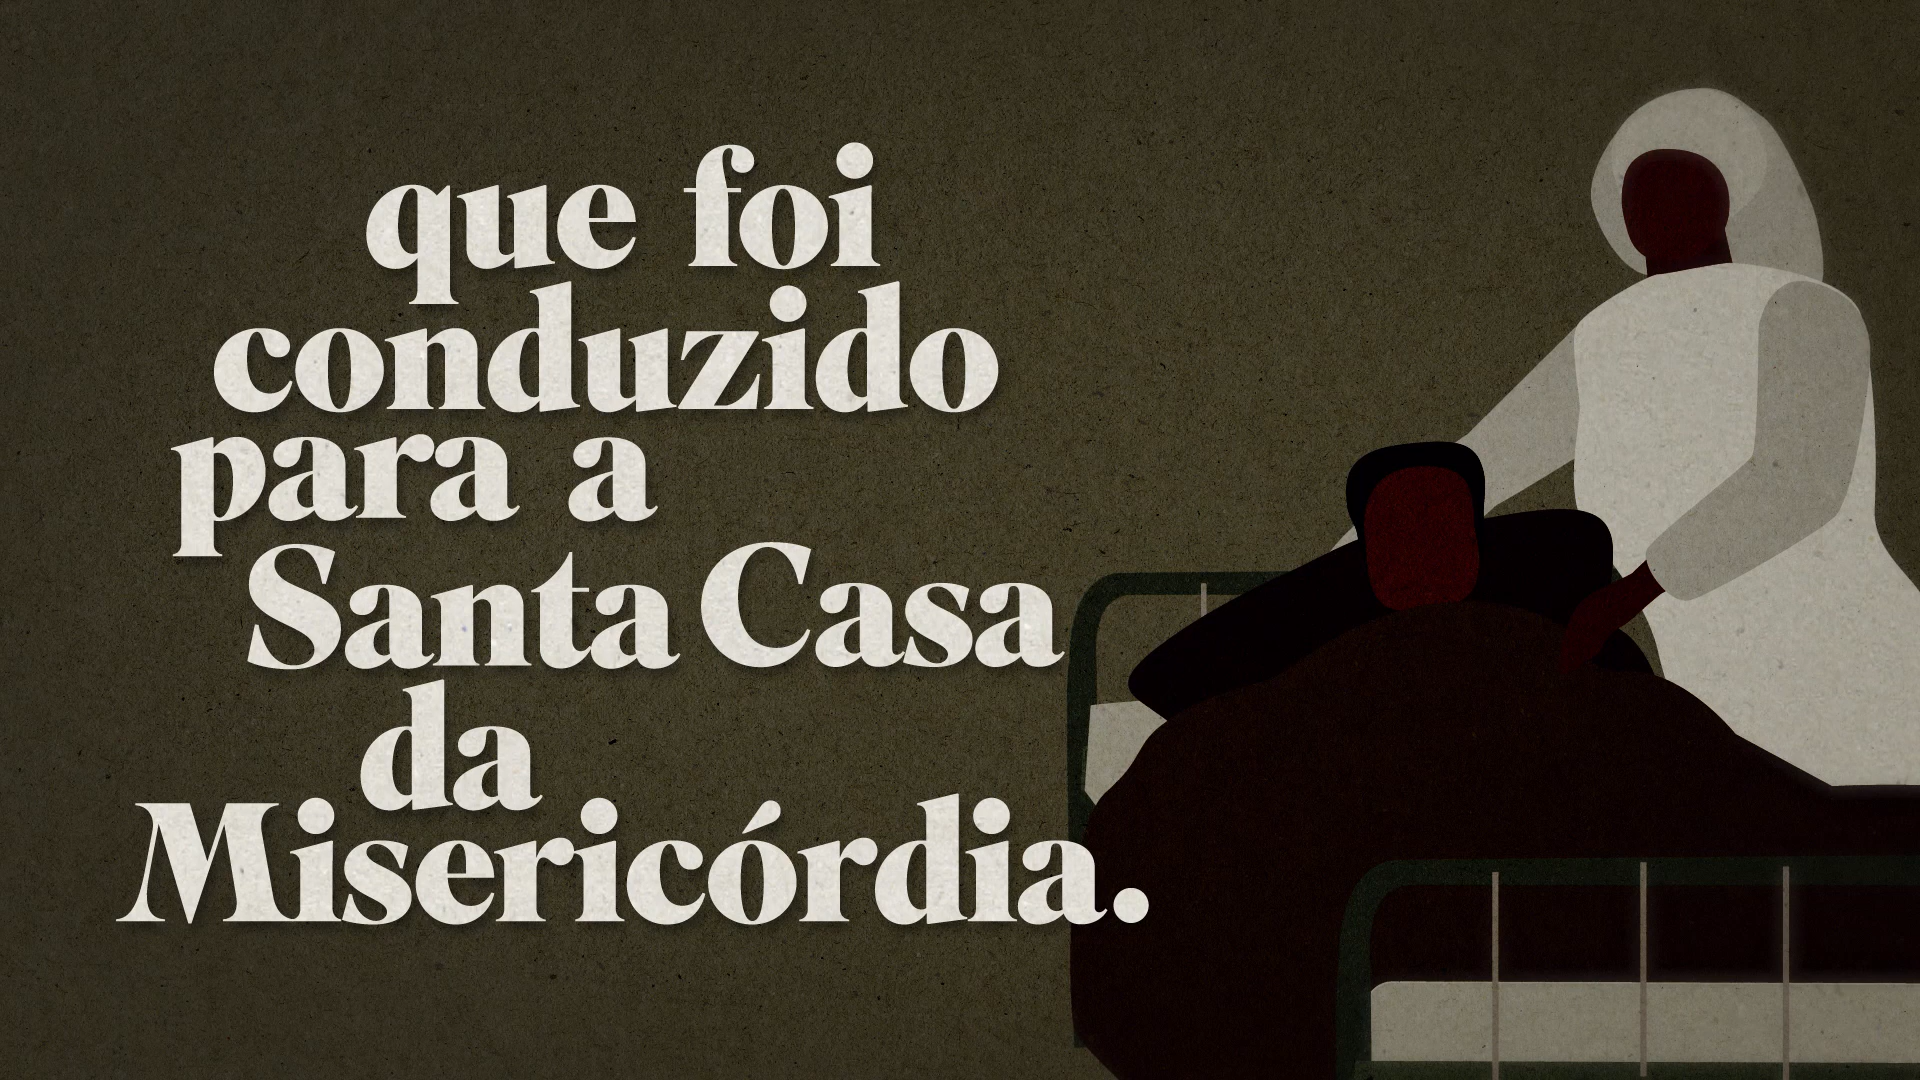 que foi
conduzido
para a
Santa Casa
da
Misericórdia.